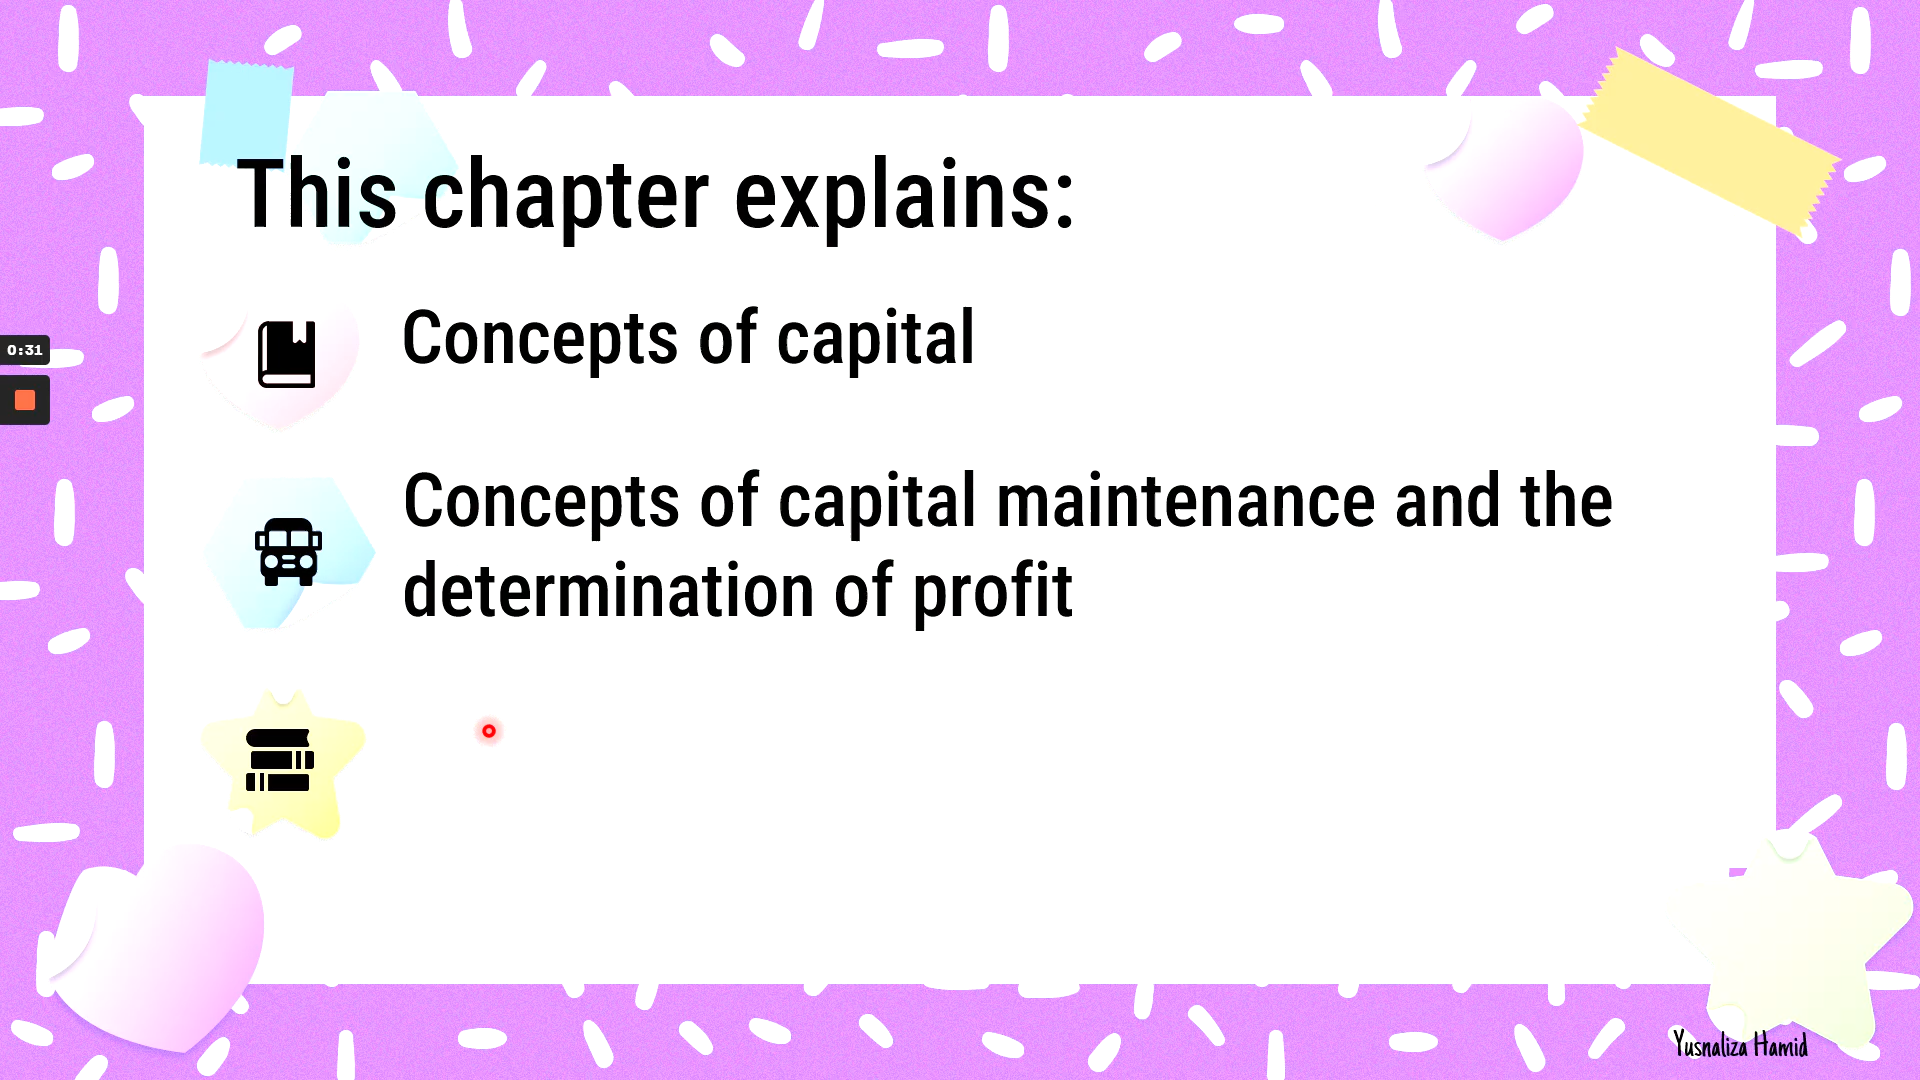 This chapter explains:
0:31
Concepts of capital
Concepts of capital maintenance and the
determination of profit
Yusnaliza Hamid